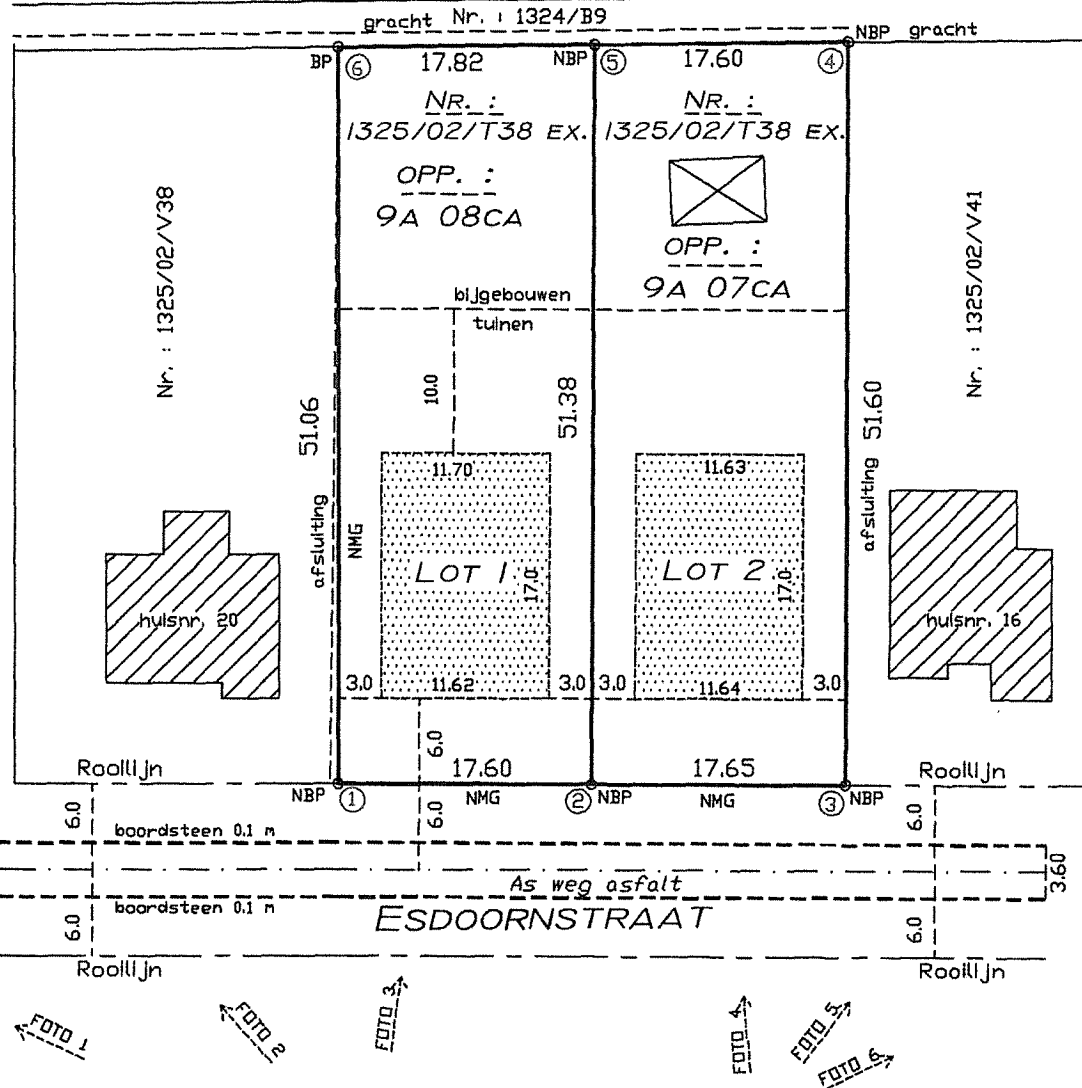 gracht Nr. : 1324/B9
NBP gracht
BP 6 17.82 NBP 5 17.60 4
NR. :
1325/02/T38 EX.
OPP. :
9A 08CA
NR. :
1325/02/T38 EX.
OPP. :
9A 07CA
Nr. : 1325/02/V38
Nr. : 1325/02/V41
bijgebouwen
tuinen
10.0
51.06
51.38
51.60
afsluiting
NMG
afsluiting
11.70
LOT 1
17.0
11.62
11.63
LOT 2
17.0
11.64
huisnr. 20
huisnr. 16
3.0 3.0 3.0 3.0
6.0
Rooilijn
17.60
17.65
Rooilijn
NBP 1 NMG 2 NBP NMG 3 NBP
6.0
6.0
6.0
boordsteen 0.1 m
As weg asfalt
3.60
boordsteen 0.1 m
ESDOORNSTRAAT
6.0
6.0
Rooilijn
Rooilijn
FOTO 1
FOTO 2
FOTO 3
FOTO 4
FOTO 5
FOTO 6